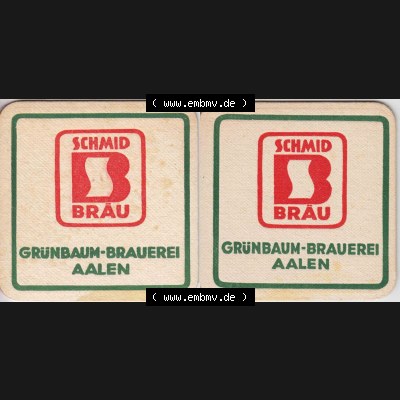 ( www.embmv.de )
SCHMID
B
BRÄU
GRÜNBAUM-BRAUEREI
AALEN
SCHMID
B
BRÄU
GRÜNBAUM-BRAUEREI
AALEN
( www.embmv.de )